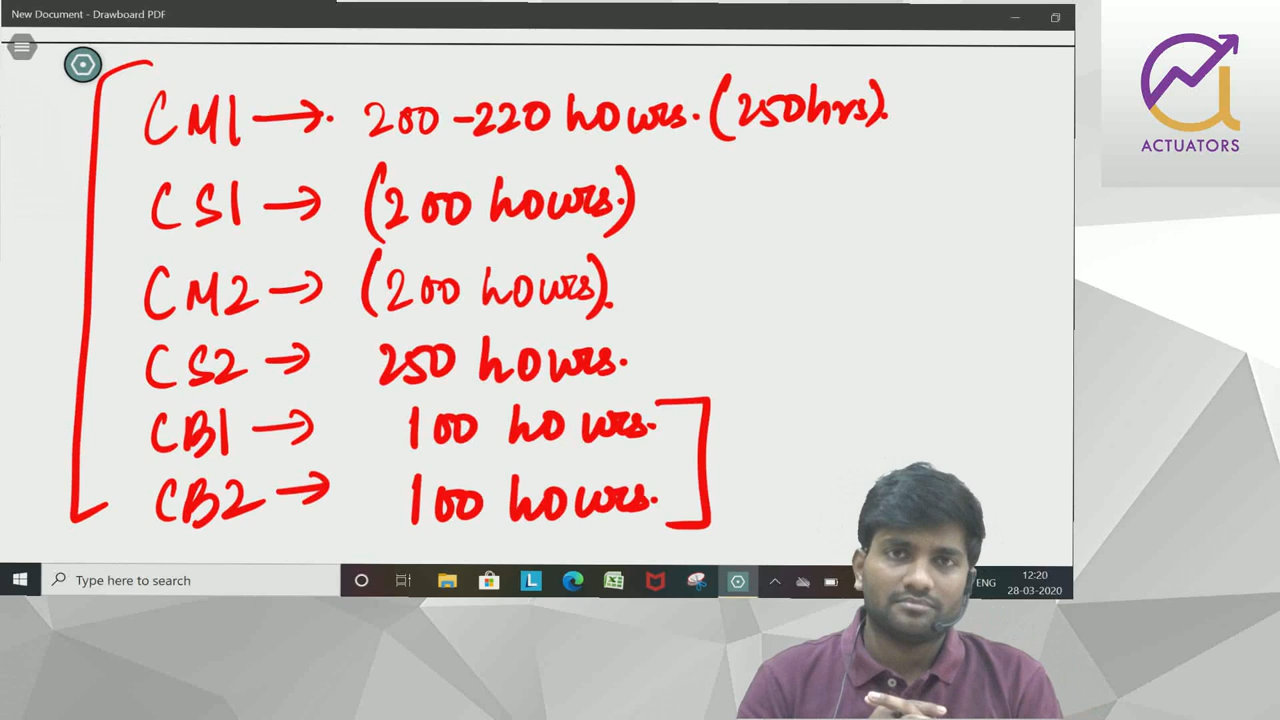 New Document - Drawboard PDF
ACTUATORS
CM1 → 200 - 220 hours. (250hrs).
CS1 → (200 hours.)
CM2 → (200 hours).
CS2 → 250 hours.
CB1 → 100 hours.
CB2 → 100 hours.
Type here to search
L
ENG
12:20
28-03-2020